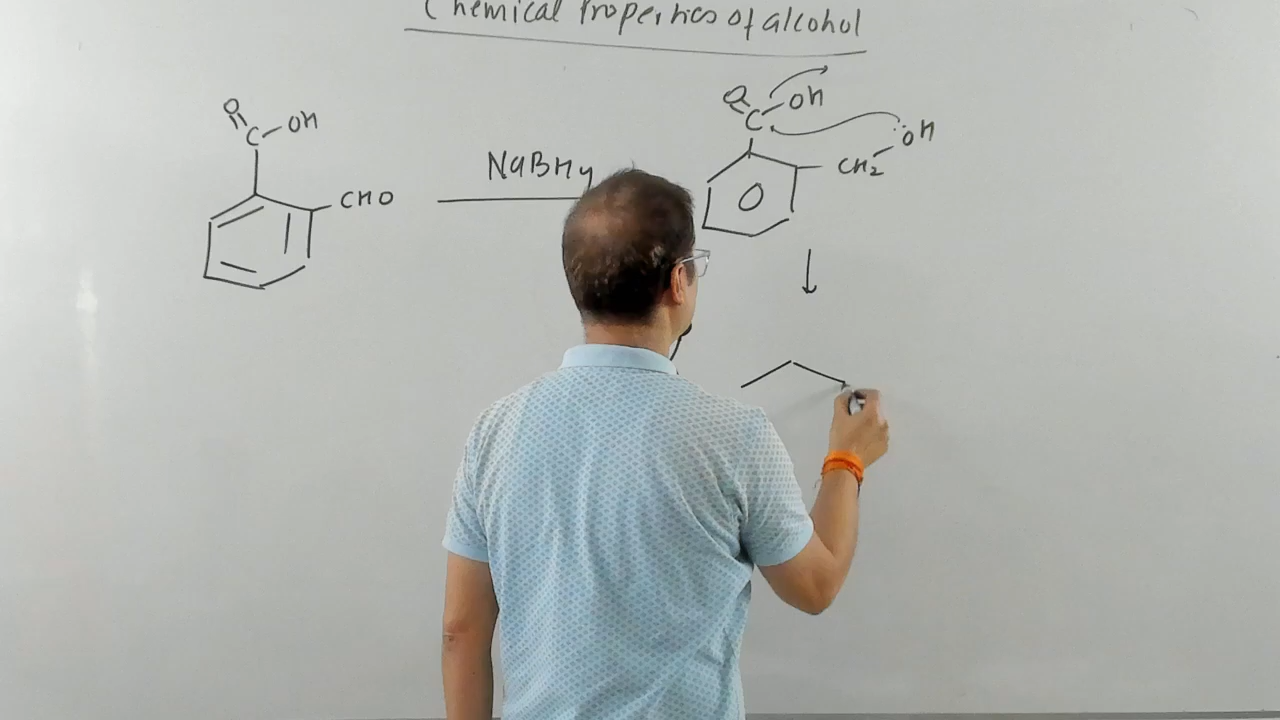 Chemical Properties of alcohol
O
C OH
CHO
NaBH4
O
C OH
OH
CH2